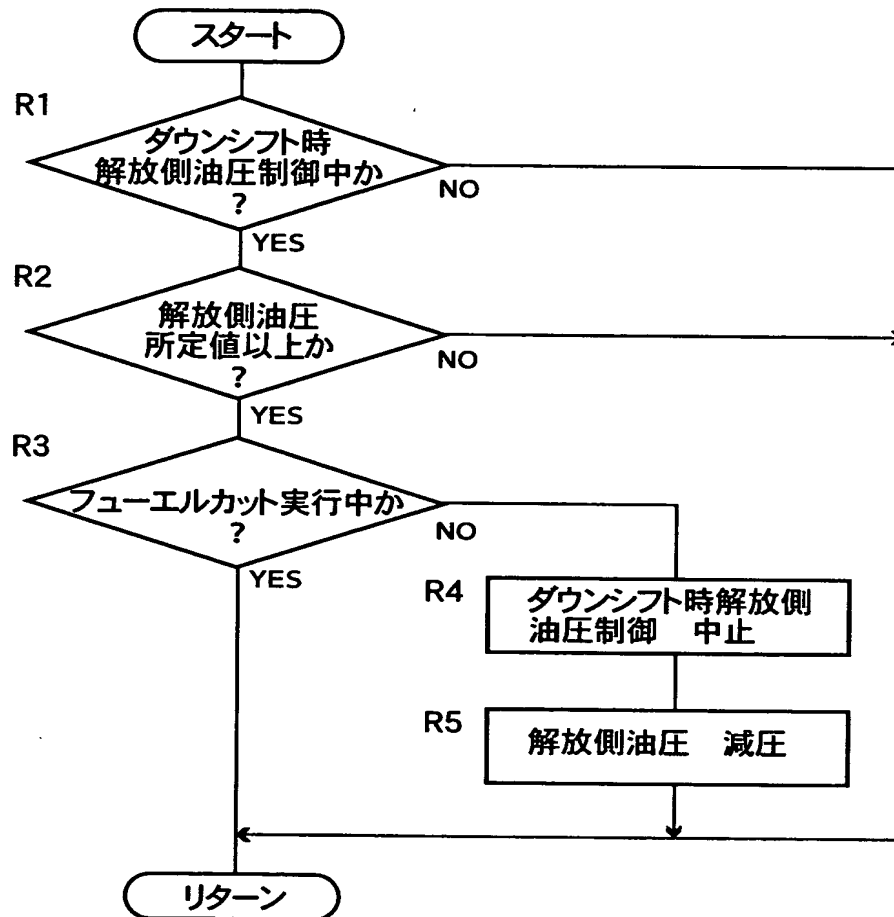 スタート
R1
ダウンシフト時
解放側油圧制御中か
?
NO
YES
R2
解放側油圧
所定値以上か
?
NO
YES
R3
フューエルカット実行中か
?
NO
YES
R4
ダウンシフト時解放側
油圧制御 中止
R5
解放側油圧 減圧
リターン